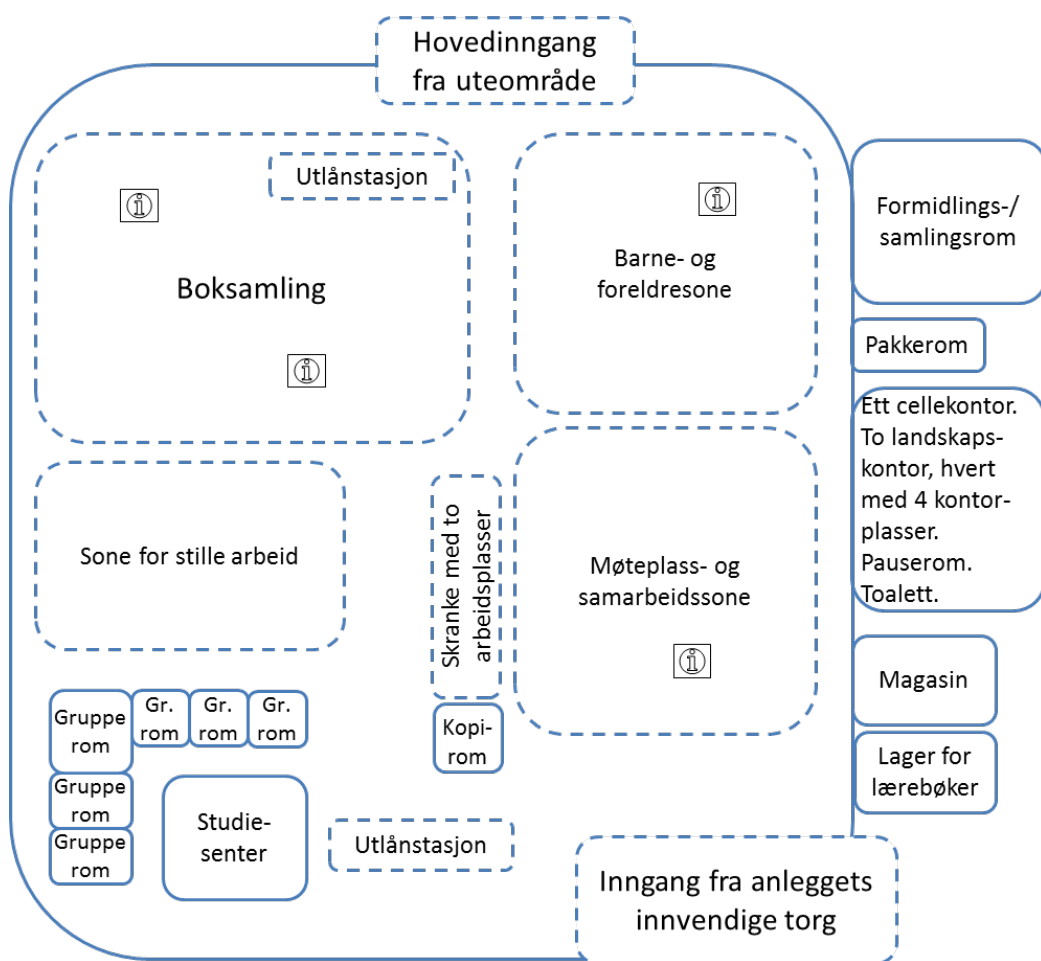 Hovedinngang
fra uteområde
Utlånstasjon
Boksamling
Barne- og
foreldresone
Formidlings-/
samlingsrom
Pakkerom
Ett cellekontor.
To landskaps-
kontor, hvert
med 4 kontor-
plasser.
Pauserom.
Toalett.
Sone for stille arbeid
Skranke med to
arbeidsplasser
Møteplass- og
samarbeidssone
Magasin
Lager for
lærebøker
Gruppe
rom
Gr.
rom
Gr.
rom
Gr.
rom
Kopi-
rom
Gruppe
rom
Gruppe
rom
Studie-
senter
Utlånstasjon
Inngang fra anleggets
innvendige torg